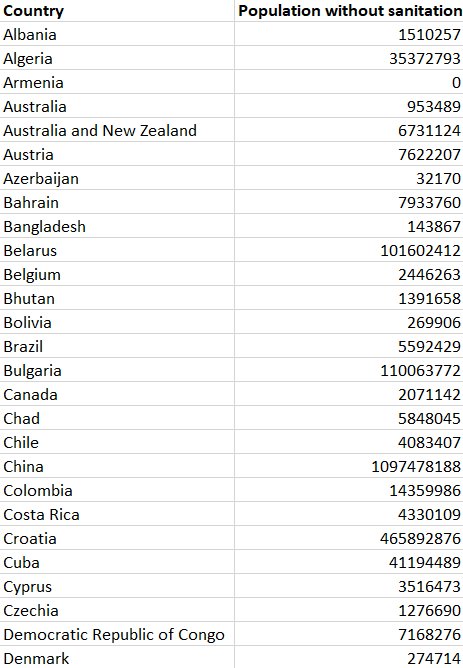 Country Population without sanitation
Albania 1510257
Algeria 35372793
Armenia 0
Australia 953489
Australia and New Zealand 6731124
Austria 7622207
Azerbaijan 32170
Bahrain 7933760
Bangladesh 143867
Belarus 101602412
Belgium 2446263
Bhutan 1391658
Bolivia 269906
Brazil 5592429
Bulgaria 110063772
Canada 2071142
Chad 5848045
Chile 4083407
China 1097478188
Colombia 14359986
Costa Rica 4330109
Croatia 465892876
Cuba 41194489
Cyprus 3516473
Czechia 1276690
Democratic Republic of Congo 7168276
Denmark 274714